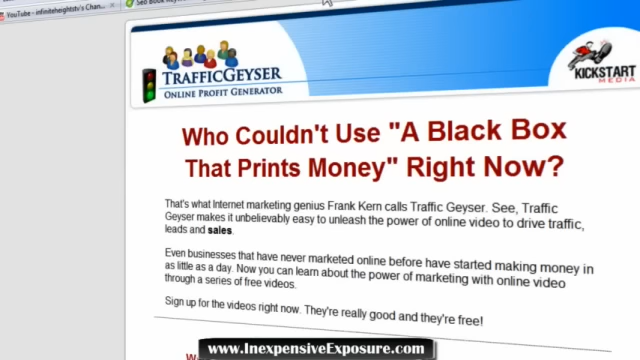 YouTube - infiniteheightstv's Chan...
TRAFFICGEYSER
ONLINE PROFIT GENERATOR
KICKSTART
MEDIA
Who Couldn't Use "A Black Box
That Prints Money" Right Now?
That's what Internet marketing genius Frank Kern calls Traffic Geyser. See, Traffic
Geyser makes it unbelievably easy to unleash the power of online video to drive traffic,
leads and sales.
Even businesses that have never marketed online before have started making money in
as little as a day. Now you can learn about the power of marketing with online video
through a series of free videos.
Sign up for the videos right now. They're really good and they're free!
www.InexpensiveExposure.com